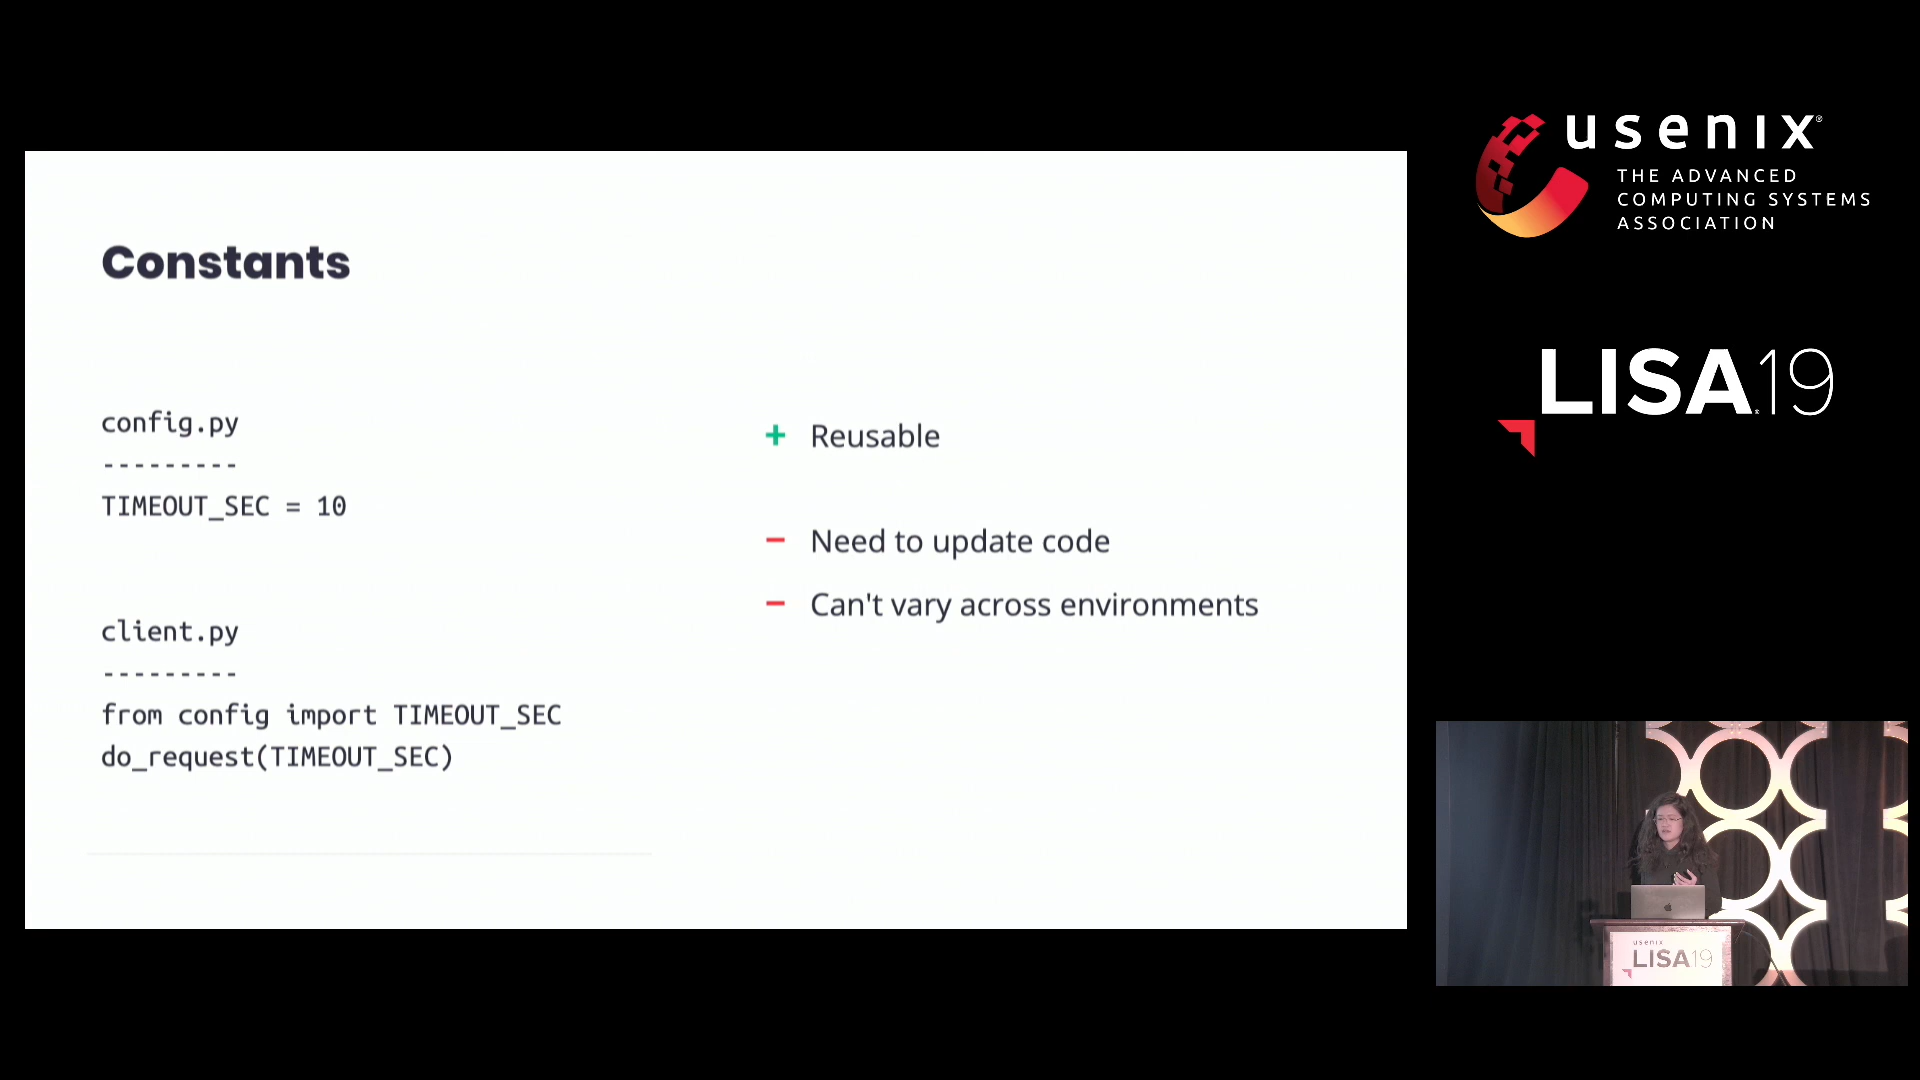 Constants
config.py
---------
TIMEOUT_SEC = 10
client.py
---------
from config import TIMEOUT_SEC
do_request(TIMEOUT_SEC)
+ Reusable
− Need to update code
− Can't vary across environments
usenix®
THE ADVANCED
COMPUTING SYSTEMS
ASSOCIATION
LISA19
usenix
LISA19